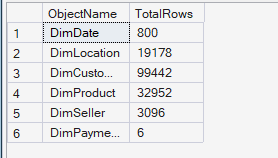 ObjectName TotalRows
1 DimDate 800
2 DimLocation 19178
3 DimCusto... 99442
4 DimProduct 32952
5 DimSeller 3096
6 DimPayme... 6